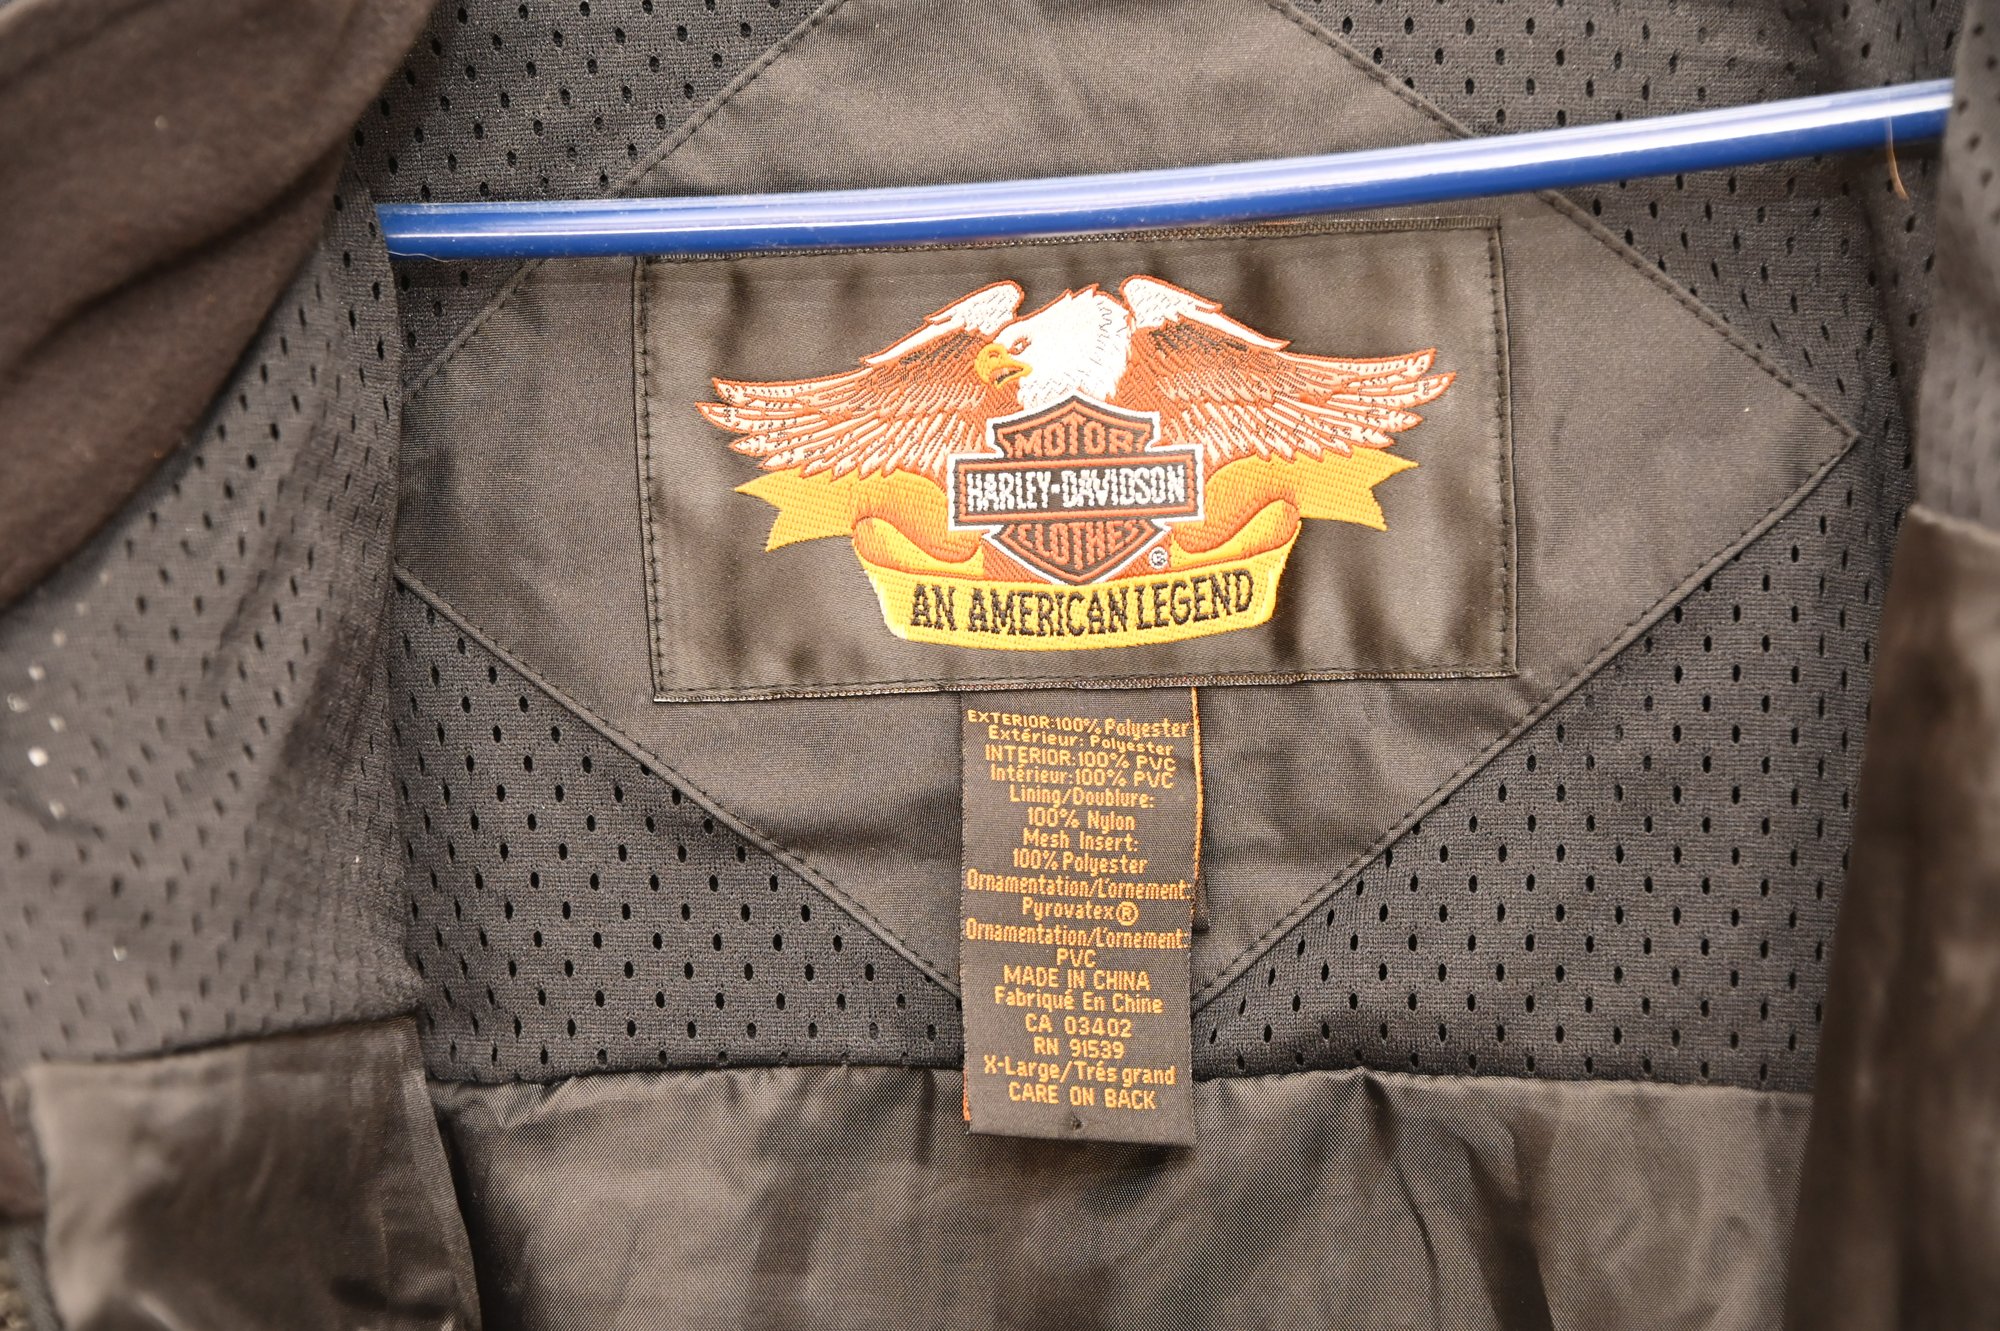 MOTOR
HARLEY-DAVIDSON
CLOTHES
®
AN AMERICAN LEGEND
EXTERIOR:100% Polyester
Extérieur: Polyester
INTERIOR:100% PVC
Intérieur:100% PVC
Lining/Doublure:
100% Nylon
Mesh Insert:
100% Polyester
Ornamentation/L'ornement:
Pyrovatex®
Ornamentation/L'ornement:
PVC
MADE IN CHINA
Fabriqué En Chine
CA 03402
RN 91539
X-Large/Trés grand
CARE ON BACK